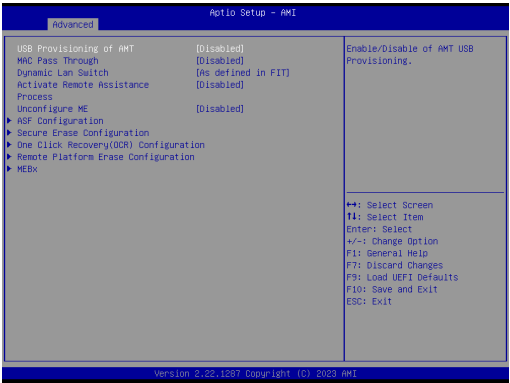 Aptio Setup – AMI
Advanced
USB Provisioning of AMT [Disabled]
MAC Pass Through [Disabled]
Dynamic Lan Switch [As defined in FIT]
Activate Remote Assistance [Disabled]
Process
Unconfigure ME [Disabled]
▶ ASF Configuration
▶ Secure Erase Configuration
▶ One Click Recovery(OCR) Configuration
▶ Remote Platform Erase Configuration
▶ MEBx
Enable/Disable of AMT USB
Provisioning.
↔: Select Screen
↑↓: Select Item
Enter: Select
+/-: Change Option
F1: General Help
F7: Discard Changes
F9: Load UEFI Defaults
F10: Save and Exit
ESC: Exit
Version 2.22.1287 Copyright (C) 2023 AMI